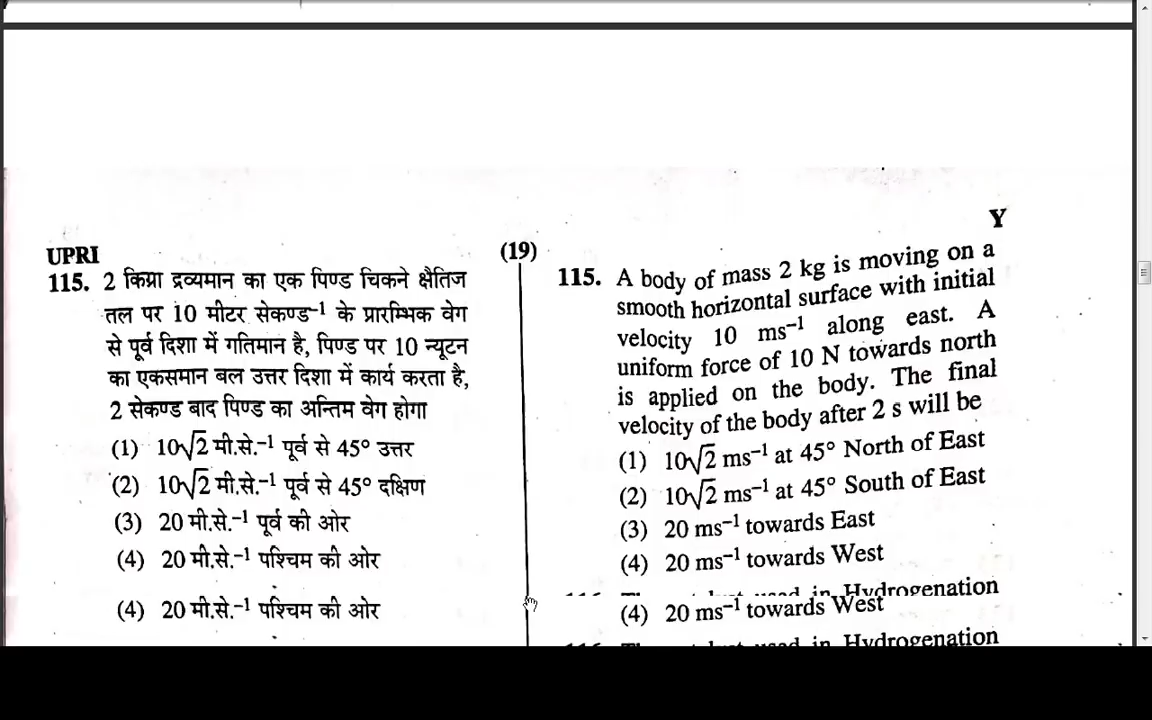 Y
UPRI
(19)
115. 2 किग्रा द्रव्यमान का एक पिण्ड चिकने क्षैतिज
तल पर 10 मीटर सेकण्ड⁻¹ के प्रारम्भिक वेग
से पूर्व दिशा में गतिमान है, पिण्ड पर 10 न्यूटन
का एकसमान बल उत्तर दिशा में कार्य करता है,
2 सेकण्ड बाद पिण्ड का अन्तिम वेग होगा
(1) 10√2 मी.से.⁻¹ पूर्व से 45° उत्तर
(2) 10√2 मी.से.⁻¹ पूर्व से 45° दक्षिण
(3) 20 मी.से.⁻¹ पूर्व की ओर
(4) 20 मी.से.⁻¹ पश्चिम की ओर
(4) 20 मी.से.⁻¹ पश्चिम की ओर
115. A body of mass 2 kg is moving on a
smooth horizontal surface with initial
velocity 10 ms⁻¹ along east. A
uniform force of 10 N towards north
is applied on the body. The final
velocity of the body after 2 s will be
(1) 10√2 ms⁻¹ at 45° North of East
(2) 10√2 ms⁻¹ at 45° South of East
(3) 20 ms⁻¹ towards East
(4) 20 ms⁻¹ towards West
in Hydrogenation
(4) 20 ms⁻¹ towards West
used in Hydrogenation